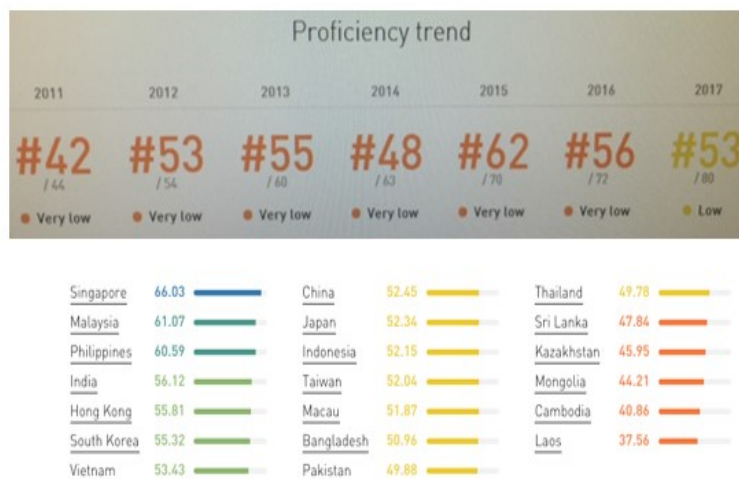 Proficiency trend
2011 2012 2013 2014 2015 2016 2017
#42 #53 #55 #48 #62 #56 #53
/ 44 / 54 / 60 / 63 / 70 / 72 / 80
Very low Very low Very low Very low Very low Very low Low
Singapore 66.03 China 52.45 Thailand 49.78
Malaysia 61.07 Japan 52.34 Sri Lanka 47.84
Philippines 60.59 Indonesia 52.15 Kazakhstan 45.95
India 56.12 Taiwan 52.04 Mongolia 44.21
Hong Kong 55.81 Macau 51.87 Cambodia 40.86
South Korea 55.32 Bangladesh 50.96 Laos 37.56
Vietnam 53.43 Pakistan 49.88